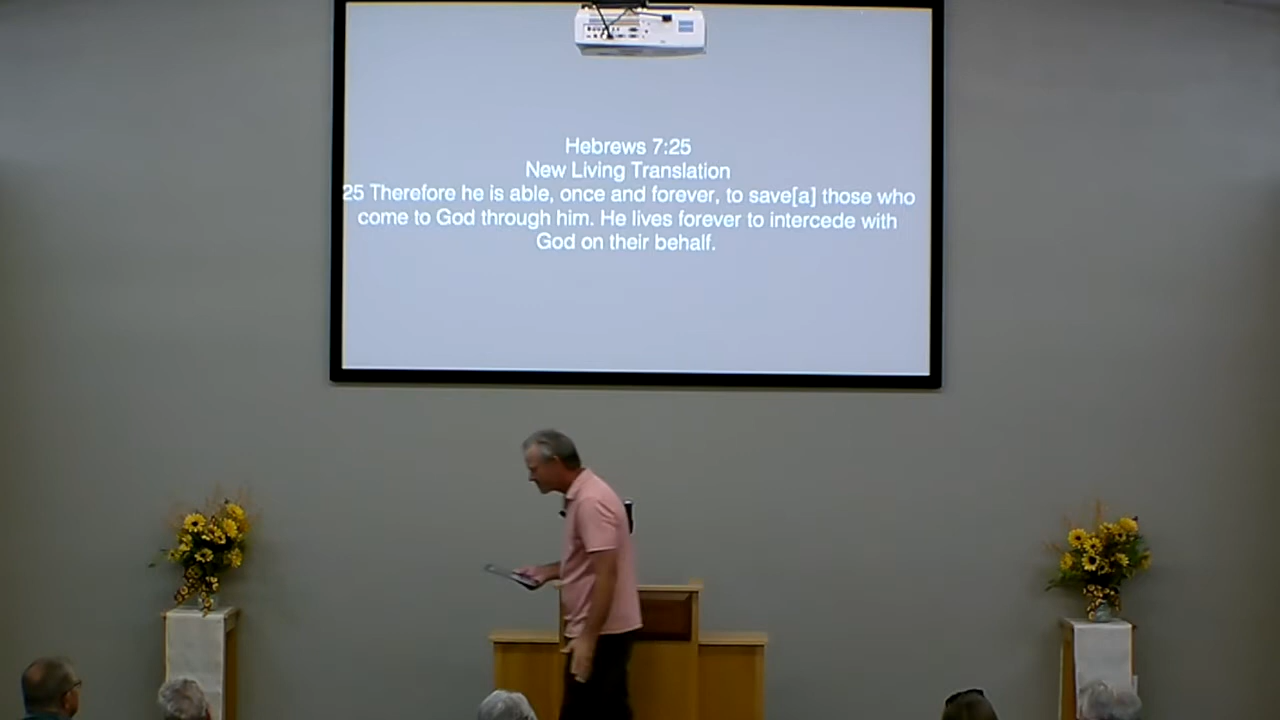 Hebrews 7:25
New Living Translation
25 Therefore he is able, once and forever, to save[a] those who
come to God through him. He lives forever to intercede with
God on their behalf.